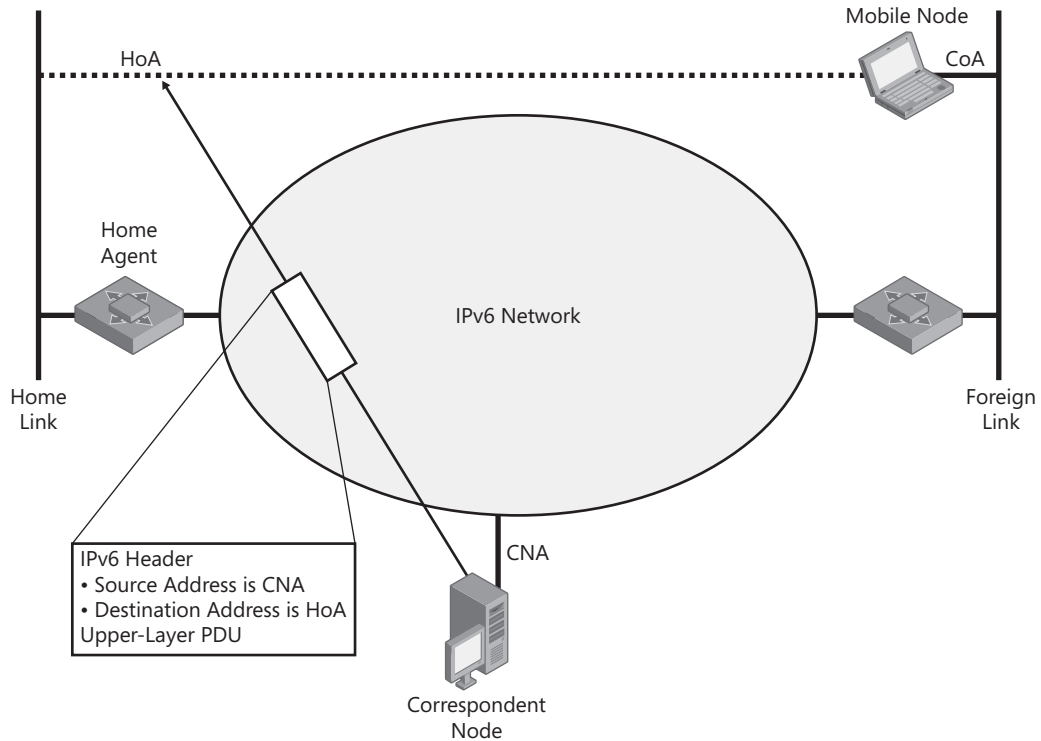 Mobile Node
HoA
CoA
Home
Agent
IPv6 Network
Home
Link
Foreign
Link
CNA
IPv6 Header
• Source Address is CNA
• Destination Address is HoA
Upper-Layer PDU
Correspondent
Node